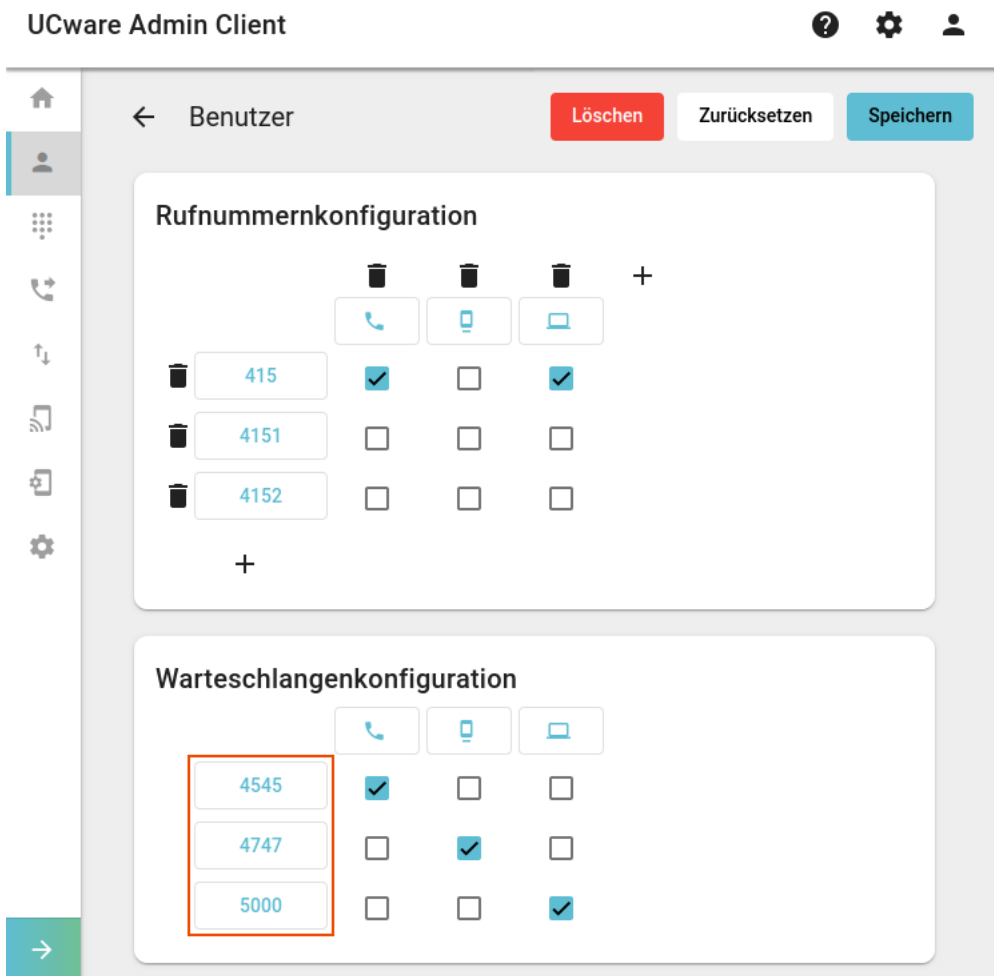 UCware Admin Client
Benutzer
Löschen
Zurücksetzen
Speichern
Rufnummernkonfiguration
415
4151
4152
Warteschlangenkonfiguration
4545
4747
5000